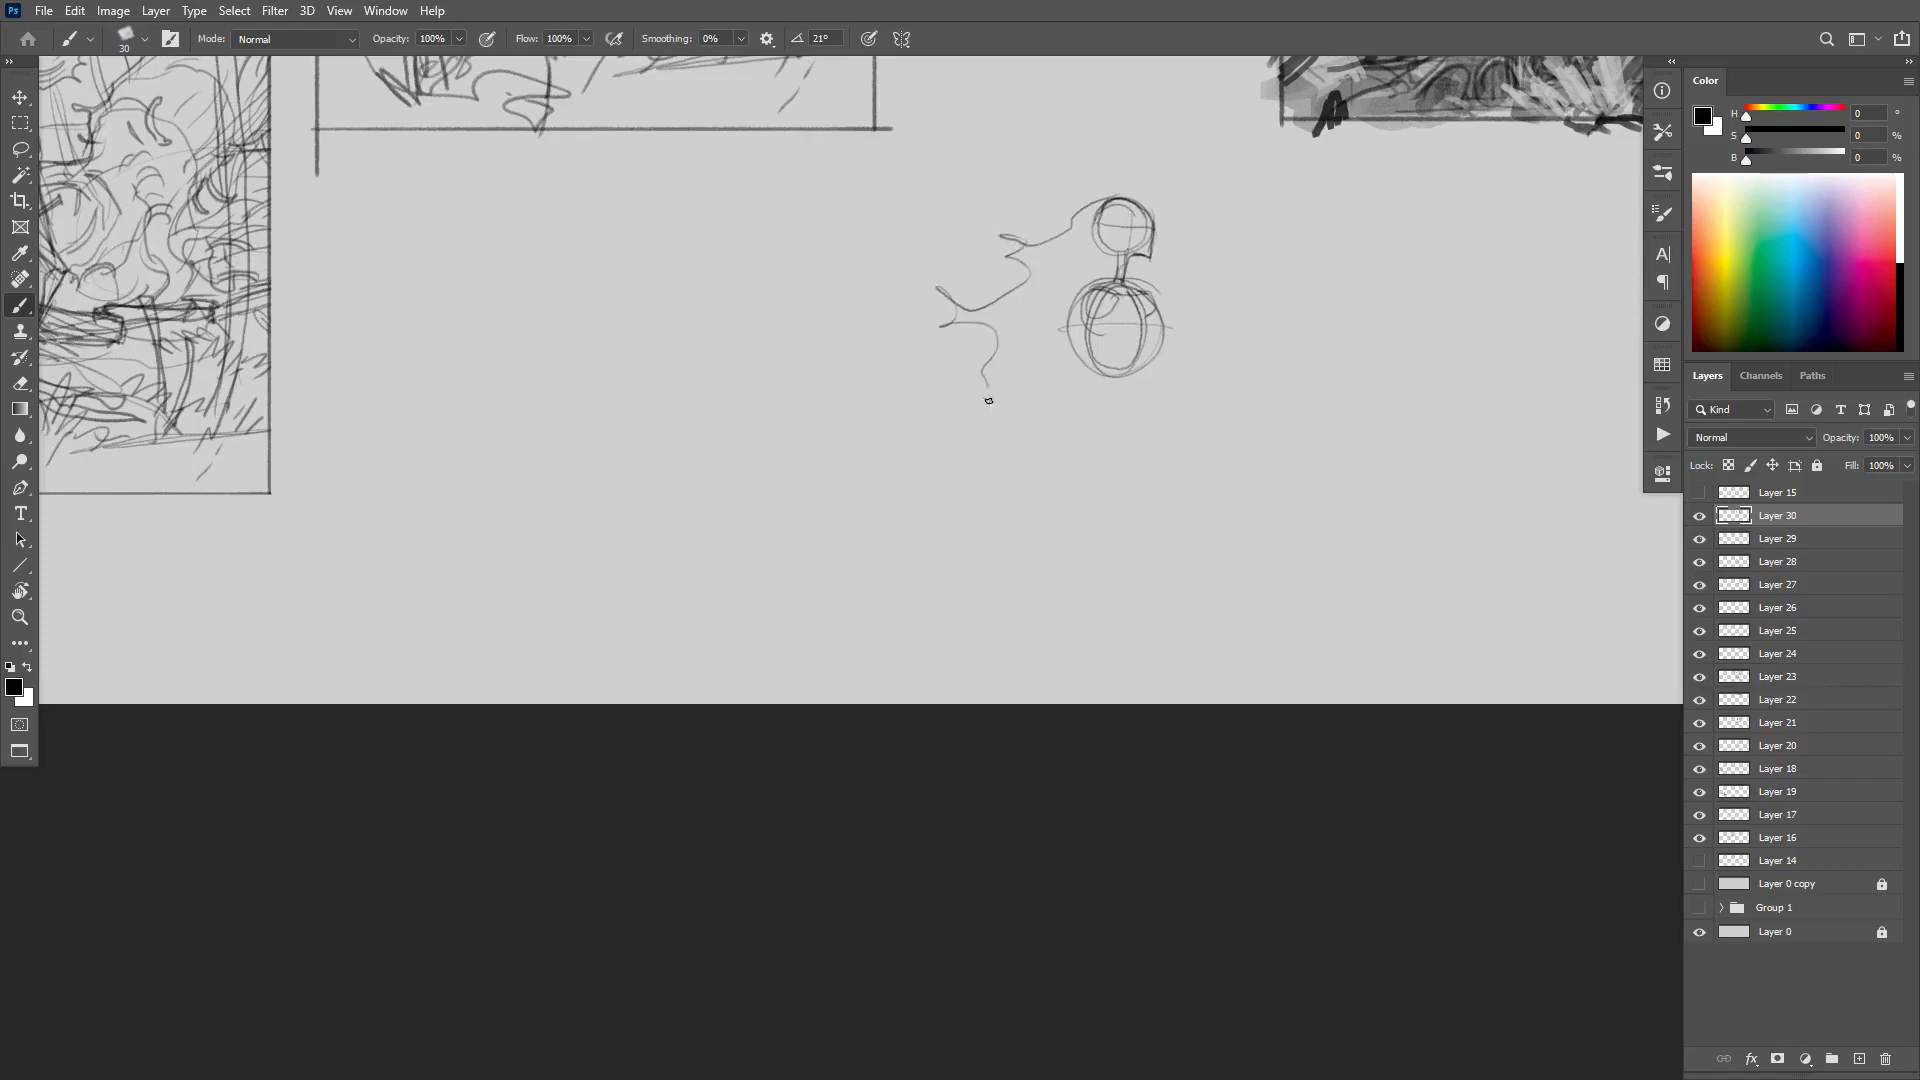 Ps File Edit Image Layer Type Select Filter 3D View Window Help
30 Mode: Normal Opacity: 100% Flow: 100% Smoothing: 0% 21°
Color
H 0 °
S 0 %
B 0 %
Layers Channels Paths
Kind
Normal Opacity: 100%
Lock: Fill: 100%
Layer 15
Layer 30
Layer 29
Layer 28
Layer 27
Layer 26
Layer 25
Layer 24
Layer 23
Layer 22
Layer 21
Layer 20
Layer 18
Layer 19
Layer 17
Layer 16
Layer 14
Layer 0 copy
Group 1
Layer 0